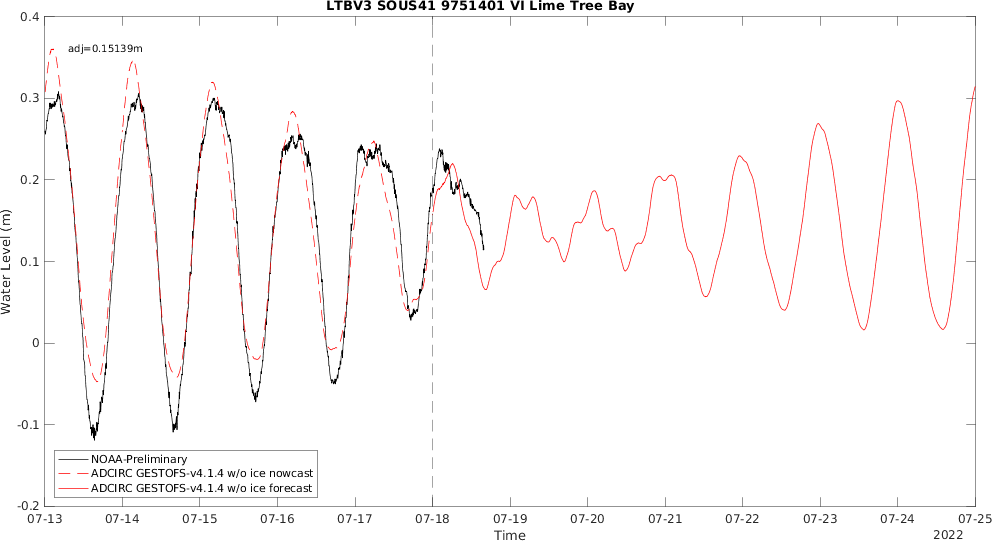 LTBV3 SOUS41 9751401 VI Lime Tree Bay
adj=0.15139m
Water Level (m)
0.4
0.3
0.2
0.1
0
-0.1
-0.2
NOAA-Preliminary
ADCIRC GESTOFS-v4.1.4 w/o ice nowcast
ADCIRC GESTOFS-v4.1.4 w/o ice forecast
07-13 07-14 07-15 07-16 07-17 07-18 07-19 07-20 07-21 07-22 07-23 07-24 07-25
Time
2022